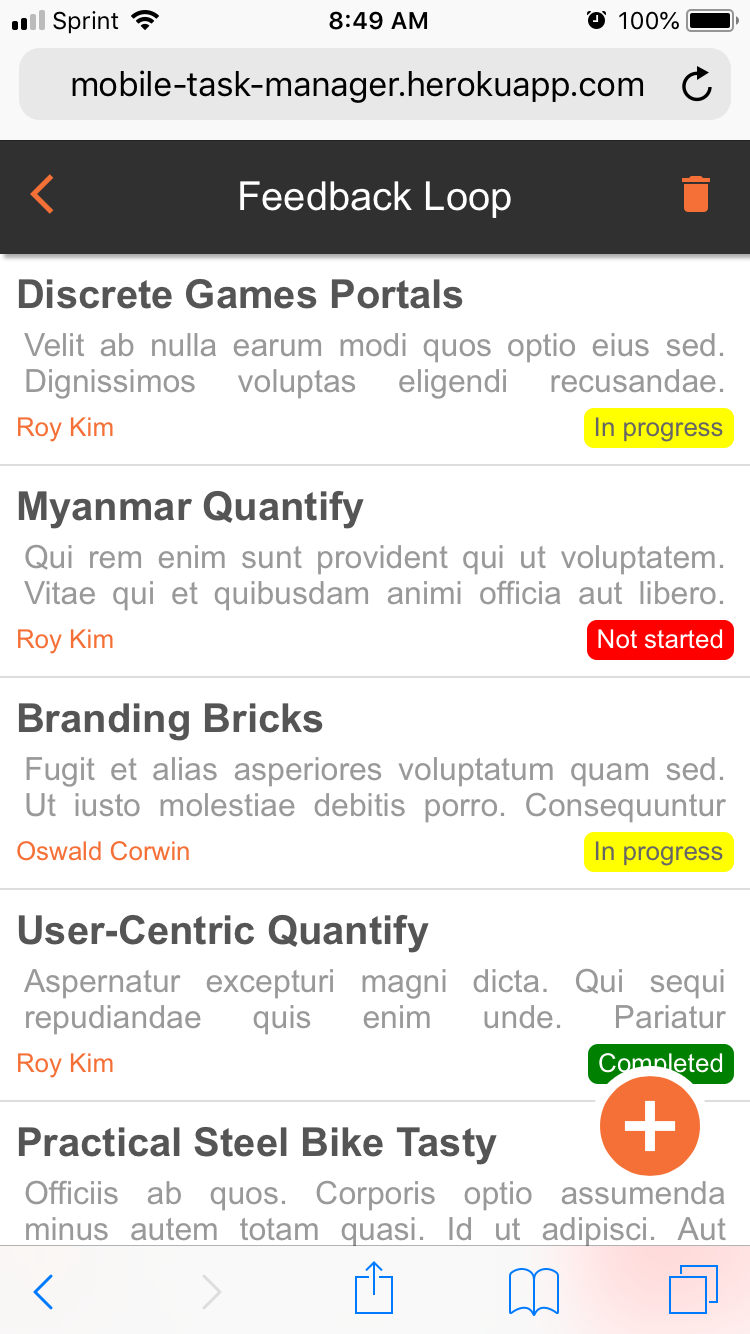 Sprint 8:49 AM 100%
mobile-task-manager.herokuapp.com
Feedback Loop
Discrete Games Portals
Velit ab nulla earum modi quos optio eius sed.
Dignissimos voluptas eligendi recusandae.
Roy Kim In progress
Myanmar Quantify
Qui rem enim sunt provident qui ut voluptatem.
Vitae qui et quibusdam animi officia aut libero.
Roy Kim Not started
Branding Bricks
Fugit et alias asperiores voluptatum quam sed.
Ut iusto molestiae debitis porro. Consequuntur
Oswald Corwin In progress
User-Centric Quantify
Aspernatur excepturi magni dicta. Qui sequi
repudiandae quis enim unde. Pariatur
Roy Kim Completed
Practical Steel Bike Tasty
Officiis ab quos. Corporis optio assumenda
minus autem totam quasi. Id ut adipisci. Aut